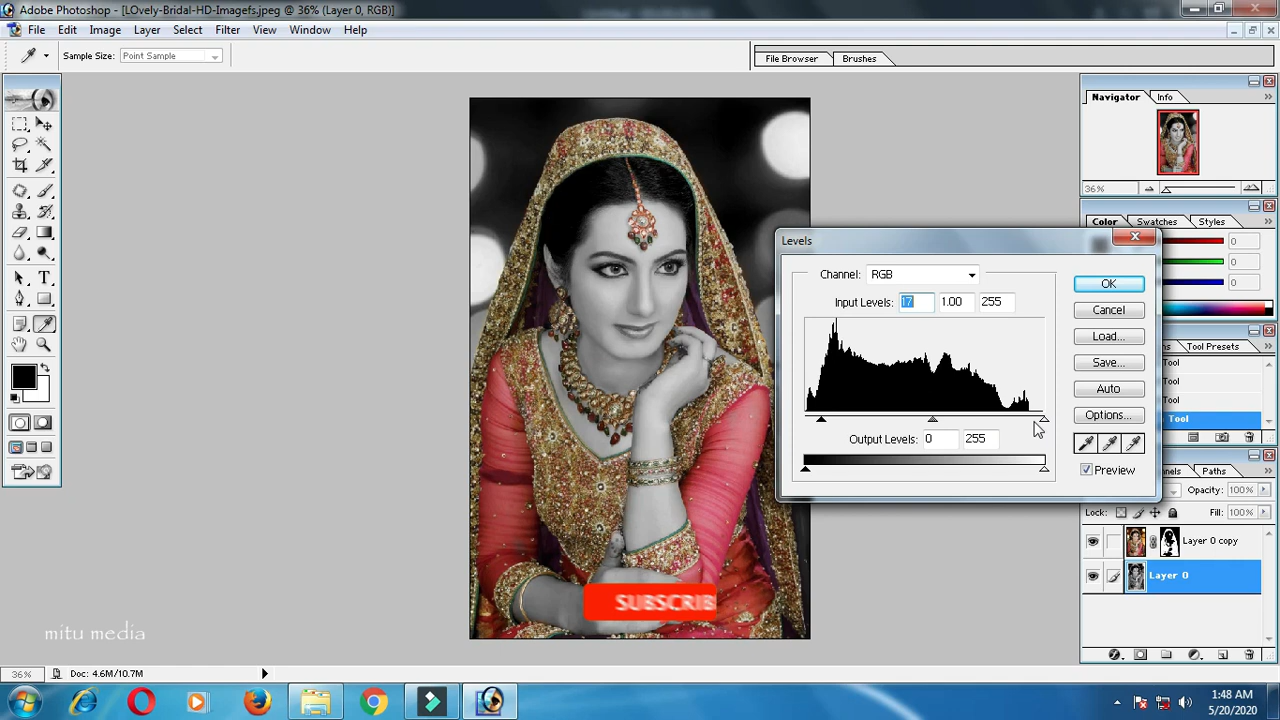 Adobe Photoshop - [LOvely-Bridal-HD-Imagefs.jpeg @ 36% (Layer 0, RGB)]
File Edit Image Layer Select Filter View Window Help
Sample Size: Point Sample
File Browser Brushes
Navigator Info
36%
Color Swatches Styles
0
0
0
Levels
Channel: RGB
Input Levels: 17 1.00 255
Output Levels: 0 255
OK
Cancel
Load...
Save...
Auto
Options...
Preview
Tool Presets
Tool
Tool
Tool
Tool
Paths
Opacity: 100%
Lock: Fill: 100%
Layer 0 copy
Layer 0
SUBSCRIB
mitu media
36% Doc: 4.6M/10.7M
1:48 AM
5/20/2020